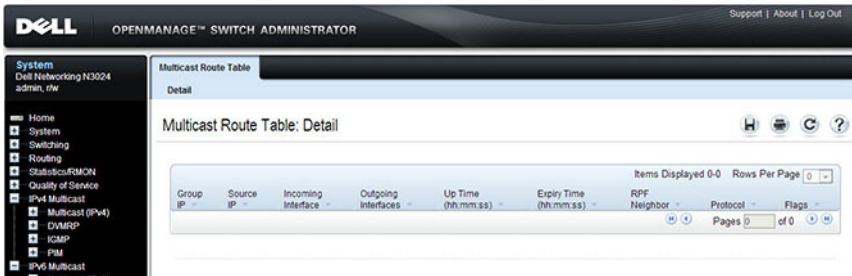 Support | About | Log Out
DELL OPENMANAGE™ SWITCH ADMINISTRATOR
System
Dell Networking N3024
admin, r/w
Home
System
Switching
Routing
Statistics/RMON
Quality of Service
IPv4 Multicast
Multicast (IPv4)
DVMRP
IGMP
PIM
IPv6 Multicast
Multicast Route Table
Detail
Multicast Route Table: Detail
Items Displayed 0-0 Rows Per Page 0
Group IP Source IP Incoming Interface Outgoing Interfaces Up Time (hh:mm:ss) Expiry Time (hh:mm:ss) RPF Neighbor Protocol Flags
Pages 0 of 0